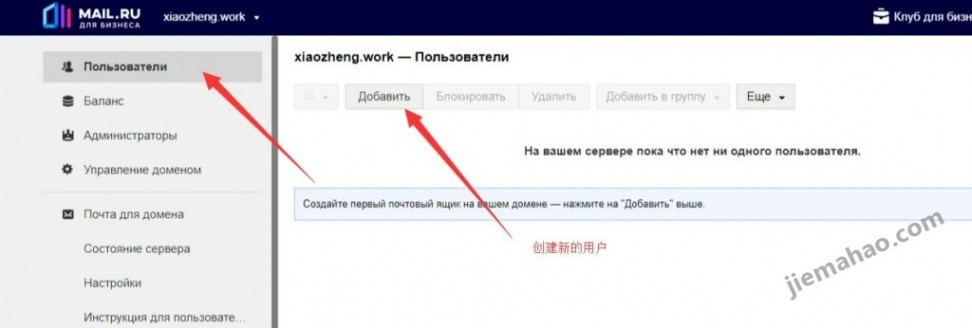 MAIL.RU
ДЛЯ БИЗНЕСА
xiaozheng.work
Клуб для бизн
Пользователи
Баланс
Администраторы
Управление доменом
Почта для домена
Состояние сервера
Настройки
Инструкция для пользовате...
xiaozheng.work — Пользователи
Добавить
Блокировать
Удалить
Добавить в группу
Еще
На вашем сервере пока что нет ни одного пользователя.
Создайте первый почтовый ящик на вашем домене — нажмите на "Добавить" выше.
创建新的用户
jiemahao.com